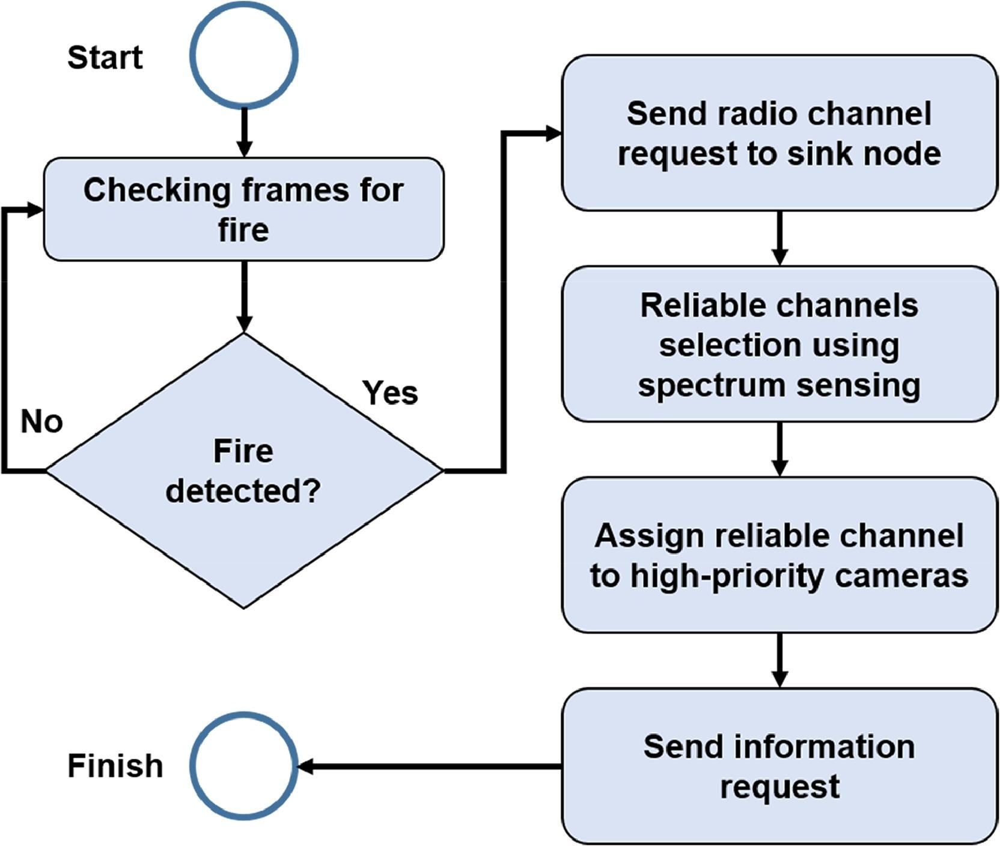 Start
Checking frames for
fire
No
Yes
Fire
detected?
Send radio channel
request to sink node
Reliable channels
selection using
spectrum sensing
Assign reliable channel
to high-priority cameras
Send information
request
Finish